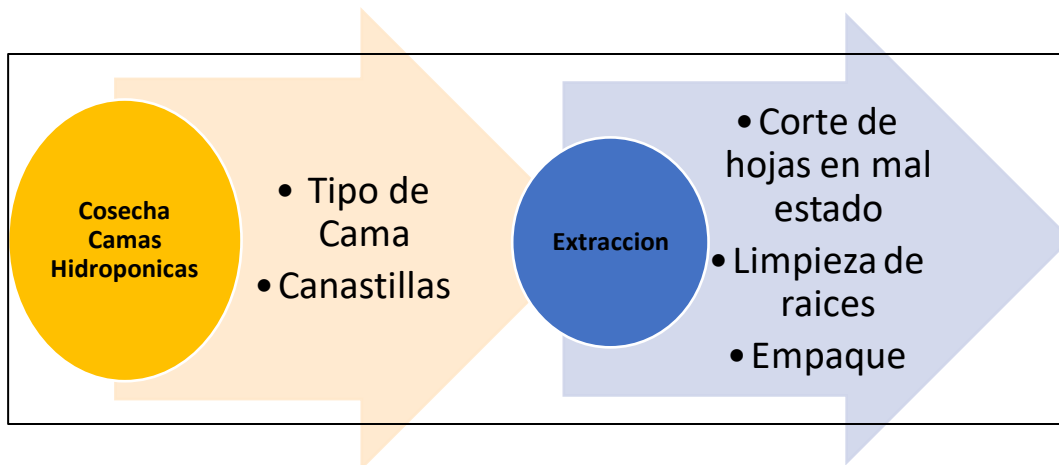 Cosecha
Camas
Hidroponicas
• Tipo de
Cama
• Canastillas
Extraccion
• Corte de
hojas en mal
estado
• Limpieza de
raices
• Empaque